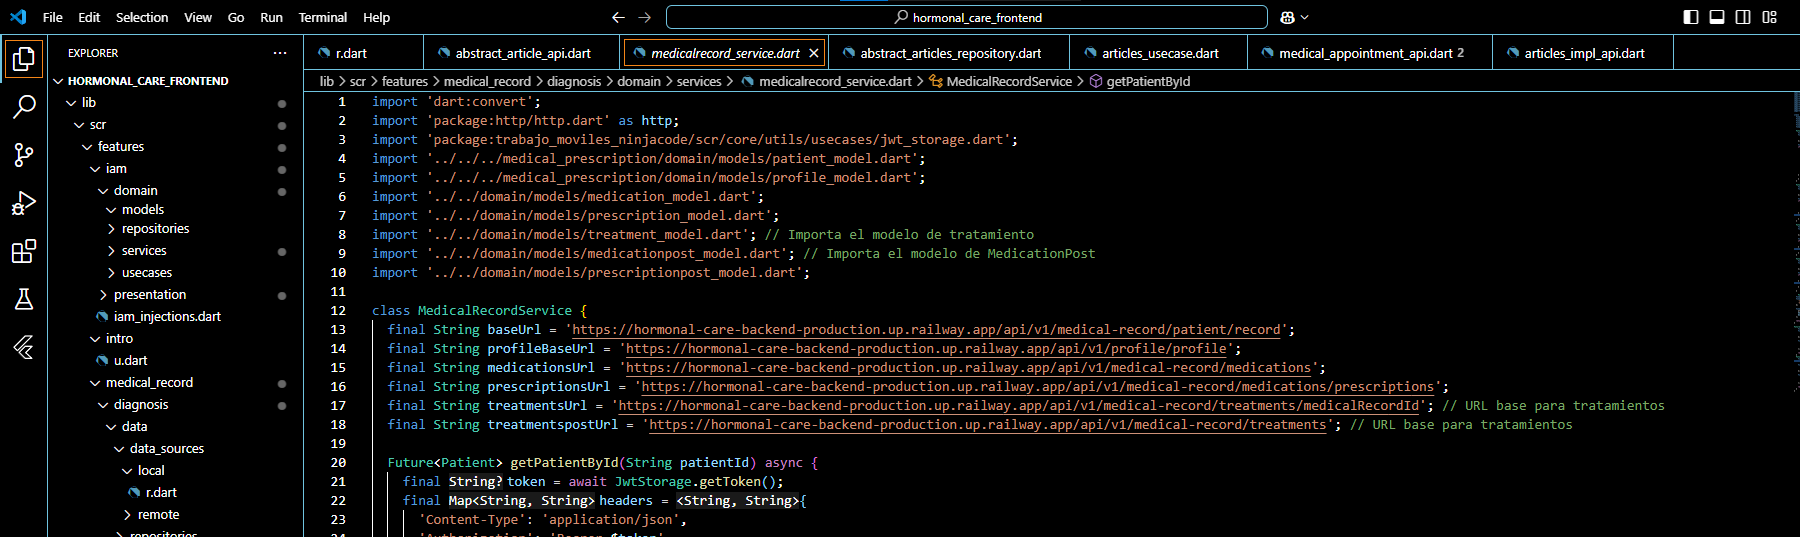 File Edit Selection View Go Run Terminal Help
hormonal_care_frontend
EXPLORER
r.dart
abstract_article_api.dart
medicalrecord_service.dart
abstract_articles_repository.dart
articles_usecase.dart
medical_appointment_api.dart 2
articles_impl_api.dart
HORMONAL_CARE_FRONTEND
lib
scr
features
iam
domain
models
repositories
services
usecases
presentation
iam_injections.dart
intro
u.dart
medical_record
diagnosis
data
data_sources
local
r.dart
remote
repositories
lib > scr > features > medical_record > diagnosis > domain > services > medicalrecord_service.dart > MedicalRecordService > getPatientById
1 import 'dart:convert';
2 import 'package:http/http.dart' as http;
3 import 'package:trabajo_moviles_ninjacode/scr/core/utils/usecases/jwt_storage.dart';
4 import '../../../medical_prescription/domain/models/patient_model.dart';
5 import '../../../medical_prescription/domain/models/profile_model.dart';
6 import '../../domain/models/medication_model.dart';
7 import '../../domain/models/prescription_model.dart';
8 import '../../domain/models/treatment_model.dart'; // Importa el modelo de tratamiento
9 import '../../domain/models/medicationpost_model.dart'; // Importa el modelo de MedicationPost
10 import '../../domain/models/prescriptionpost_model.dart';
11
12 class MedicalRecordService {
13 final String baseUrl = 'https://hormonal-care-backend-production.up.railway.app/api/v1/medical-record/patient/record';
14 final String profileBaseUrl = 'https://hormonal-care-backend-production.up.railway.app/api/v1/profile/profile';
15 final String medicationsUrl = 'https://hormonal-care-backend-production.up.railway.app/api/v1/medical-record/medications';
16 final String prescriptionsUrl = 'https://hormonal-care-backend-production.up.railway.app/api/v1/medical-record/medications/prescriptions';
17 final String treatmentsUrl = 'https://hormonal-care-backend-production.up.railway.app/api/v1/medical-record/treatments/medicalRecordId'; // URL base para tratamientos
18 final String treatmentspostUrl = 'https://hormonal-care-backend-production.up.railway.app/api/v1/medical-record/treatments'; // URL base para tratamientos
19
20 Future<Patient> getPatientById(String patientId) async {
21 final String? token = await JwtStorage.getToken();
22 final Map<String, String> headers = <String, String>{
23 'Content-Type': 'application/json',
24 'Authorization': 'Bearer $token'